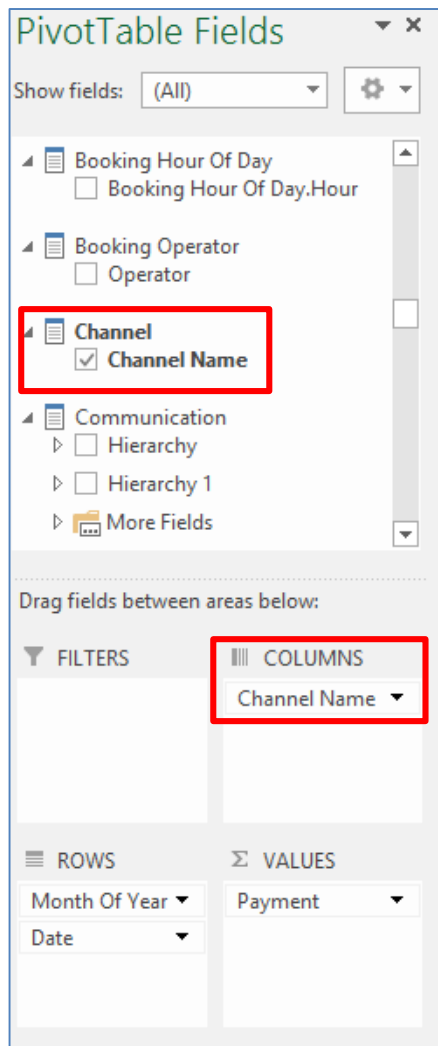 PivotTable Fields
Show fields: (All)
Booking Hour Of Day
Booking Hour Of Day.Hour
Booking Operator
Operator
Channel
Channel Name
Communication
Hierarchy
Hierarchy 1
More Fields
Drag fields between areas below:
FILTERS
COLUMNS
Channel Name
ROWS
Σ VALUES
Month Of Year
Payment
Date